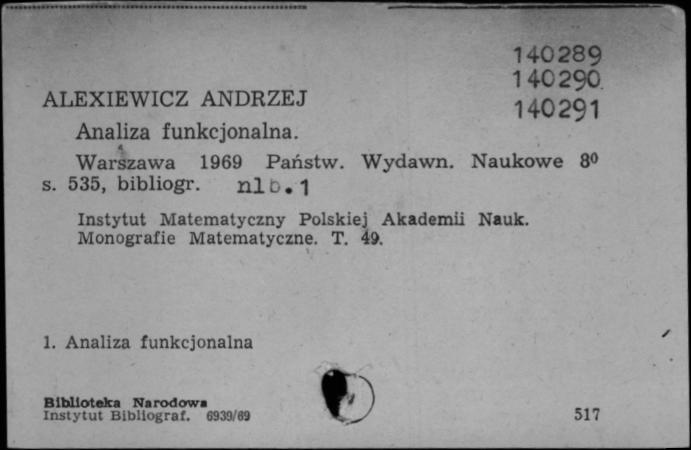 140289
140290
140291
ALEXIEWICZ ANDRZEJ
Analiza funkcjonalna.
Warszawa 1969 Państw. Wydawn. Naukowe 8⁰
s. 535, bibliogr. nlb.1
Instytut Matematyczny Polskiej Akademii Nauk.
Monografie Matematyczne. T. 49.
1. Analiza funkcjonalna
Biblioteka Narodowa
Instytut Bibliograf. 6939/69
517